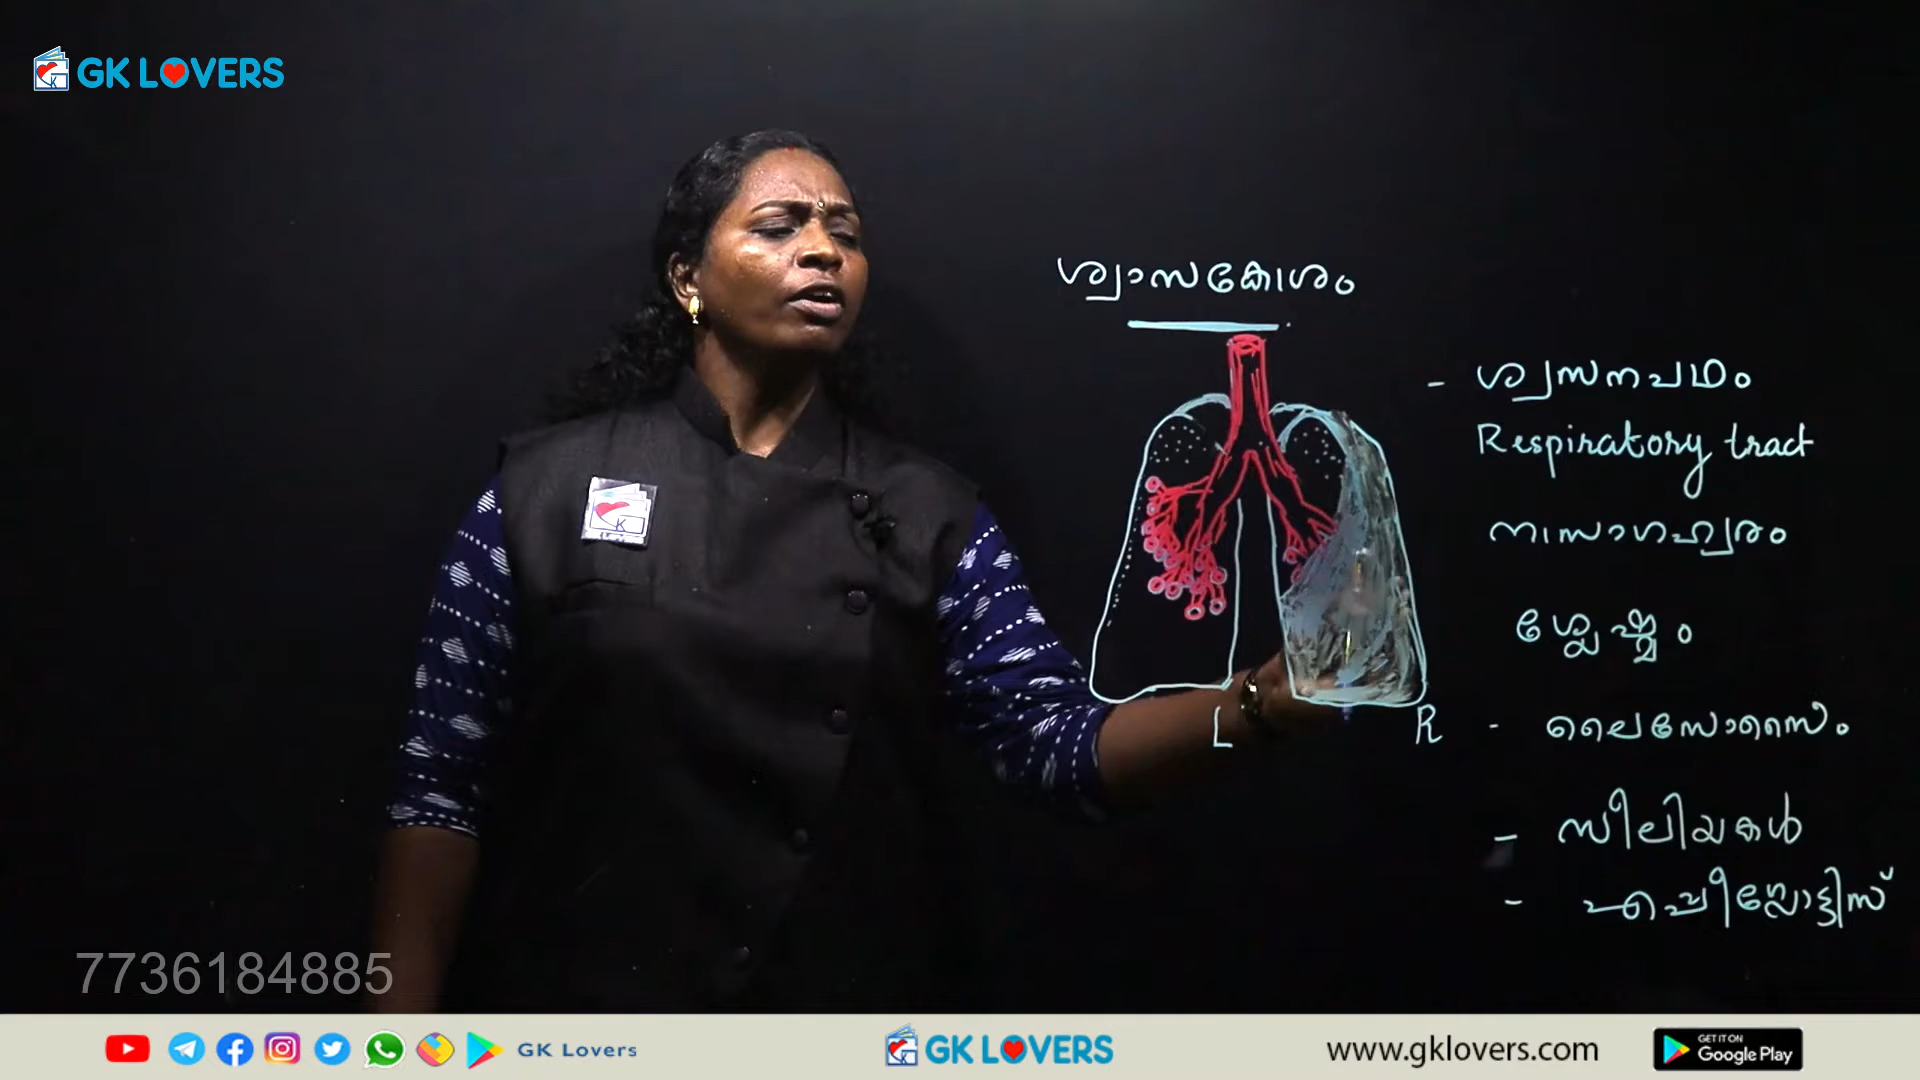 GK LOVERS
ശ്വാസകോശം
- ശ്വസനപഥം
Respiratory tract
നാസാഗഹ്വരം
ശ്ലേഷ്മം
L
R
- ലൈസോസൈം
- സീലിയകൾ
- എപ്പീഗ്ലോട്ടിസ്
K
7736184885
GK Lovers
GK LOVERS
www.gklovers.com
GET IT ON
Google Play